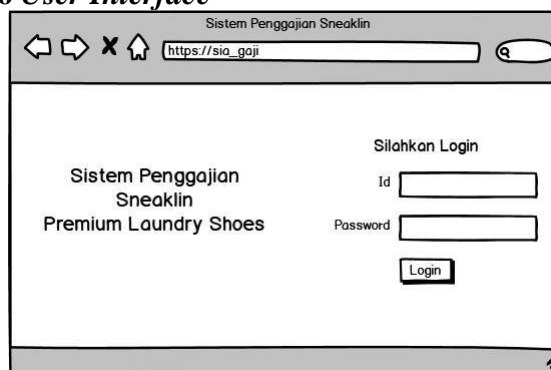 User Interface
Sistem Penggajian Sneaklin
https://sia_gaji
Silahkan Login
Sistem Penggajian
Sneaklin
Premium Laundry Shoes
Id
Password
Login